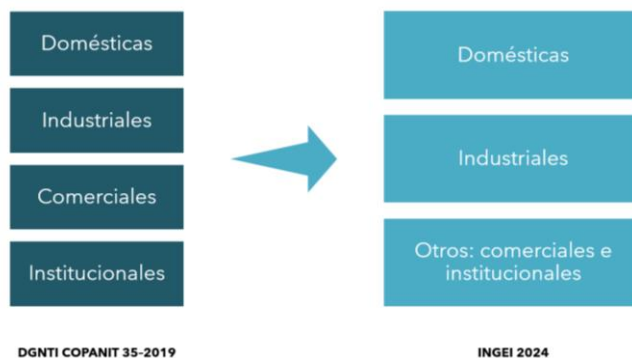 Domésticas
Industriales
Comerciales
Institucionales
DGNTI COPANIT 35-2019
Domésticas
Industriales
Otros: comerciales e
institucionales
INGEI 2024